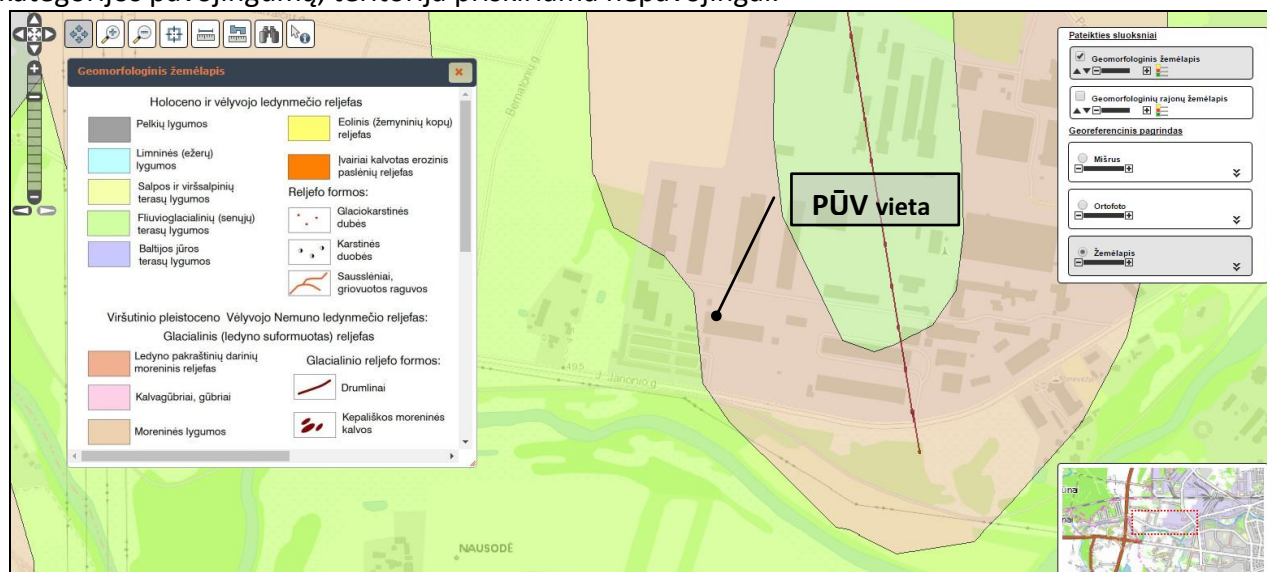 kategorijos pavojingumą) teritorija priskiriama nepavojingai.
Geomorfologinis žemėlapis
Holoceno ir vėlyvojo ledynmečio reljefas
Pelkių lygumos
Limninės (ežerų)
lygumos
Salpos ir viršsalpinių
terasų lygumos
Fliuvioglacialinių (senųjų)
terasų lygumos
Baltijos jūros
terasų lygumos
Eolinis (žemyninių kopų)
reljefas
Įvairiai kalvotas erozinis
paslėnių reljefas
Reljefo formos:
Glaciokarstinės
dubės
Karstinės
duobės
Sausslėniai,
griovuotos raguvos
Viršutinio pleistoceno Vėlyvojo Nemuno ledynmečio reljefas:
Glacialinis (ledyno suformuotas) reljefas
Ledyno pakraštinių darinių
moreninis reljefas
Kalvagūbriai, gūbriai
Moreninės lygumos
Glacialinio reljefo formos:
Drumlinai
Kepališkos moreninės
kalvos
Bernatonių g.
PŪV vieta
495
J. Janonio g.
NAUSODĖ
Pateikties sluoksniai
Geomorfologinis žemėlapis
Geomorfologinių rajonų žemėlapis
Georeferencinis pagrindas
Mišrus
Ortofoto
Žemėlapis